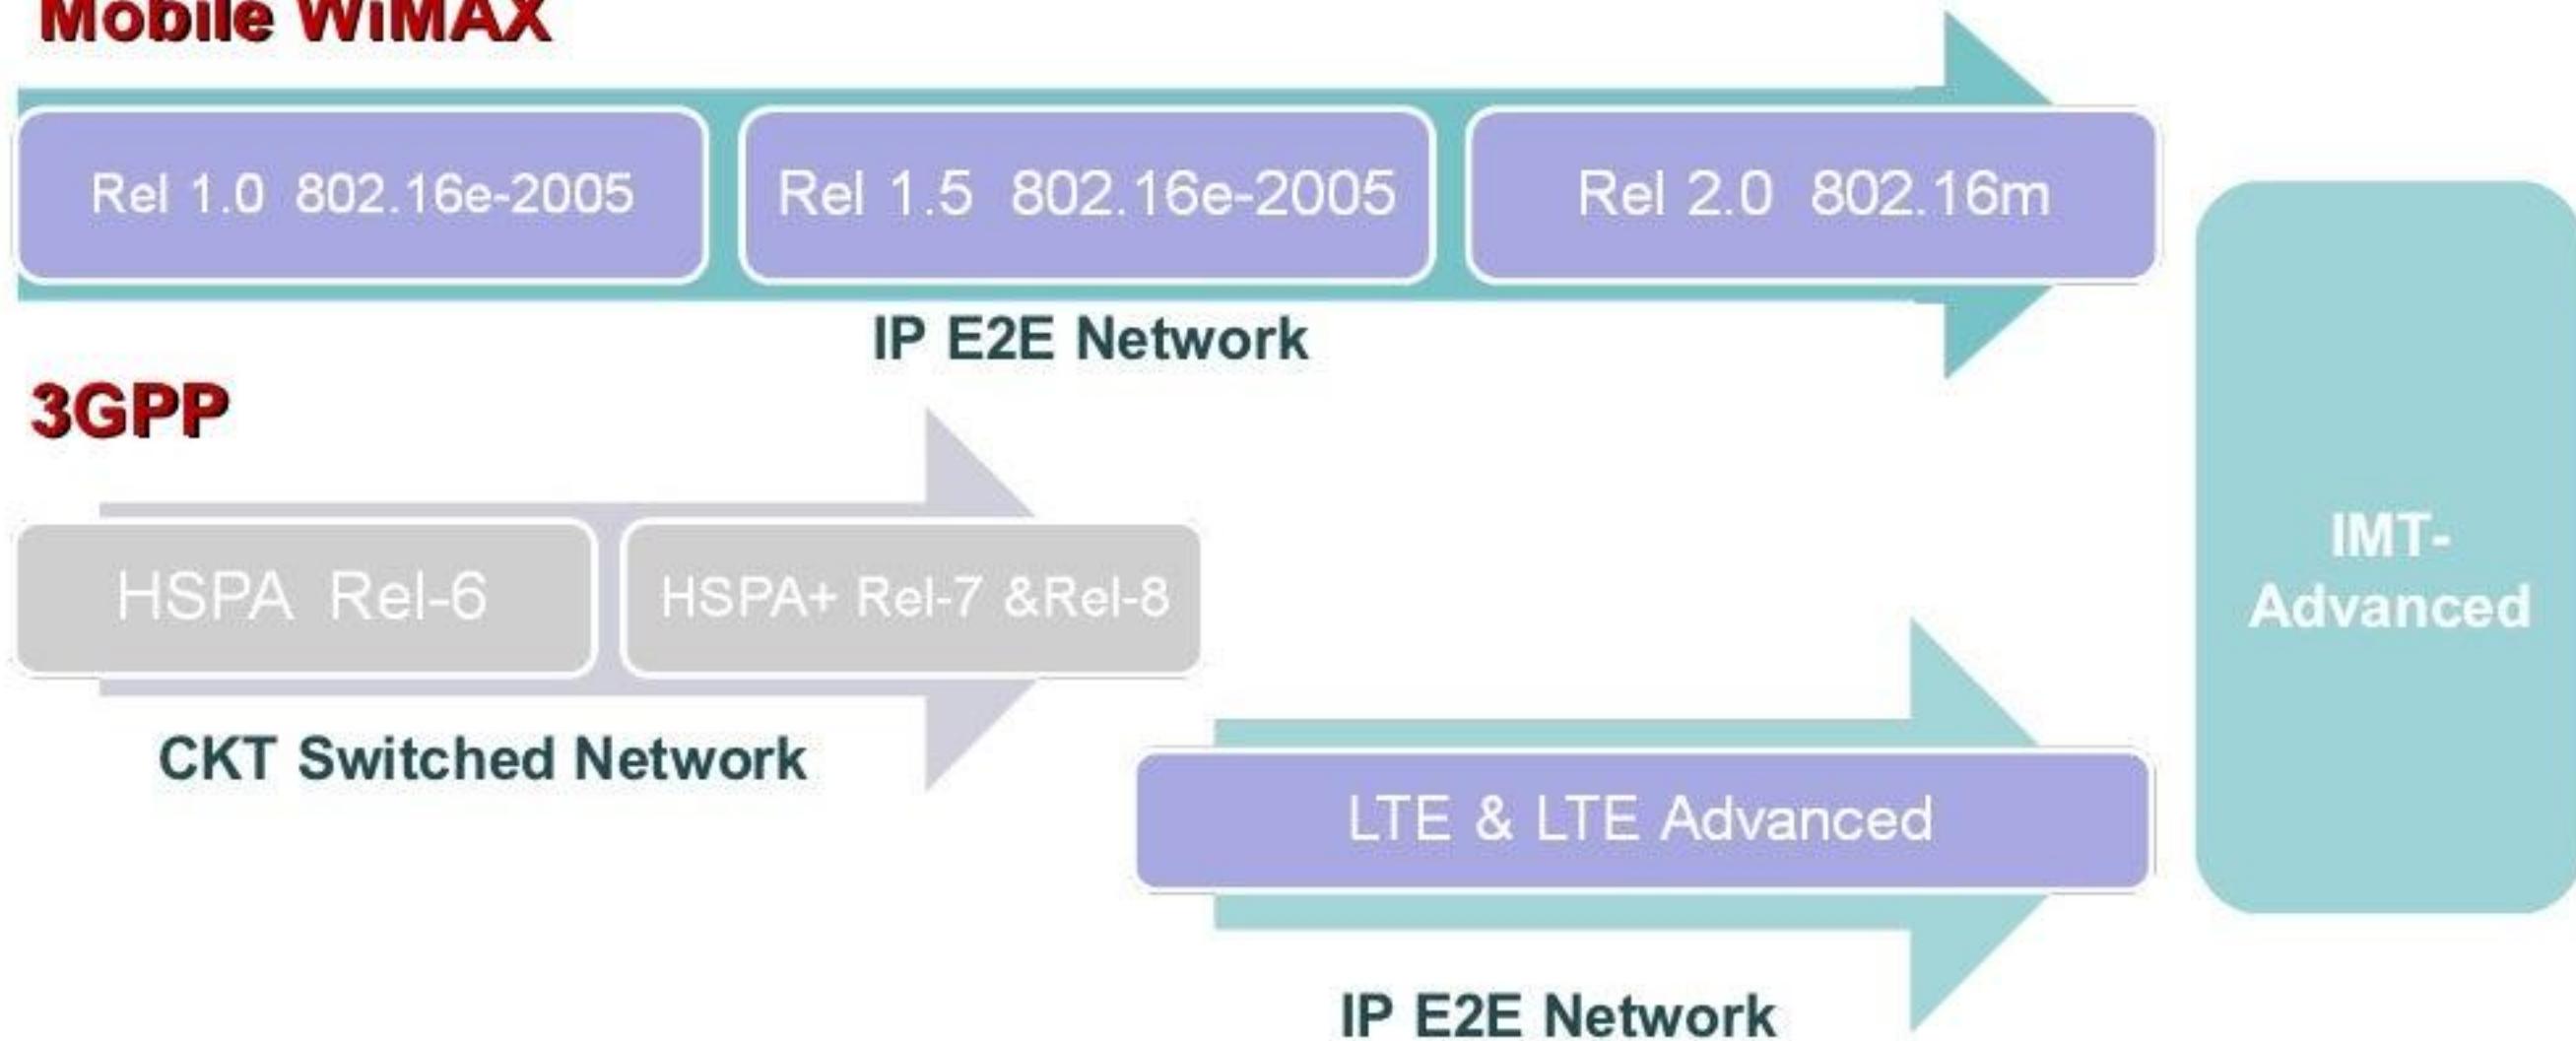 Mobile WiMAX
Rel 1.0 802.16e-2005
Rel 1.5 802.16e-2005
Rel 2.0 802.16m
IP E2E Network
3GPP
HSPA Rel-6
HSPA+ Rel-7 &Rel-8
CKT Switched Network
LTE & LTE Advanced
IP E2E Network
IMT-
Advanced